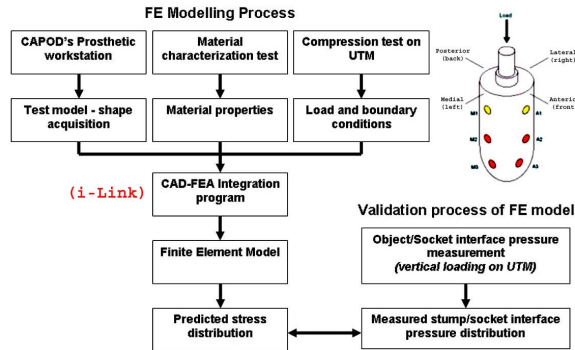 FE Modelling Process
CAPOD's Prosthetic
workstation
Material
characterization test
Compression test on
UTM
Test model - shape
acquisition
Material properties
Load and boundary
conditions
(i-Link)
CAD-FEA Integration
program
Finite Element Model
Predicted stress
distribution
Load
Posterior
(back)
Lateral
(right)
Medial
(left)
Anterior
(front)
M1
A1
M2
A2
M3
A3
Validation process of FE model
Object/Socket interface pressure
measurement
(vertical loading on UTM)
Measured stump/socket interface
pressure distribution